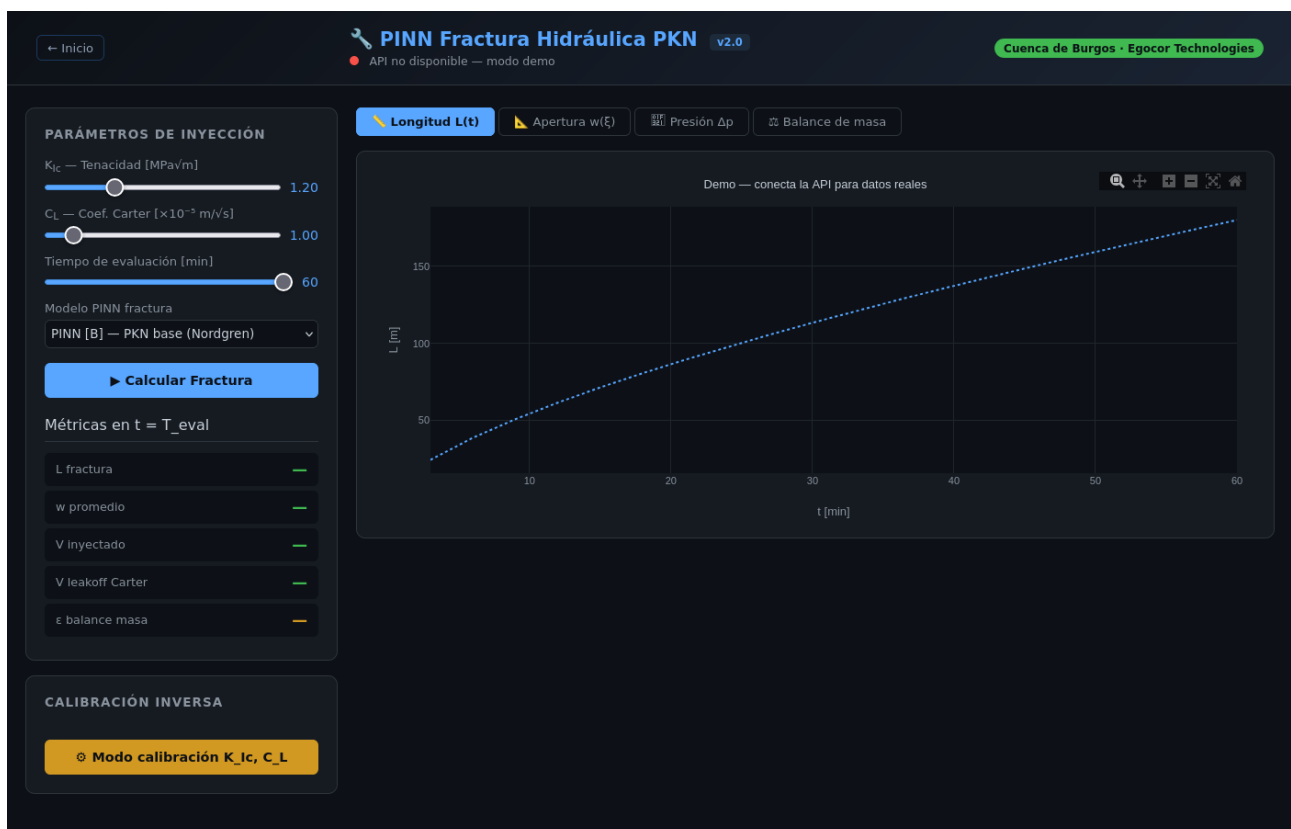 ← Inicio
🔧 PINN Fractura Hidráulica PKN v2.0
API no disponible — modo demo
Cuenca de Burgos · Egocor Technologies
PARÁMETROS DE INYECCIÓN
K_Ic — Tenacidad [MPa√m]
1.20
C_L — Coef. Carter [×10⁻⁵ m/√s]
1.00
Tiempo de evaluación [min]
60
Modelo PINN fractura
PINN [B] — PKN base (Nordgren)
▶ Calcular Fractura
Métricas en t = T_eval
L fractura —
w promedio —
V inyectado —
V leakoff Carter —
ε balance masa —
CALIBRACIÓN INVERSA
⚙ Modo calibración K_Ic, C_L
📏 Longitud L(t)
📐 Apertura w(ξ)
Presión Δp
⚖ Balance de masa
Demo — conecta la API para datos reales
150
100
50
L [m]
10 20 30 40 50 60
t [min]